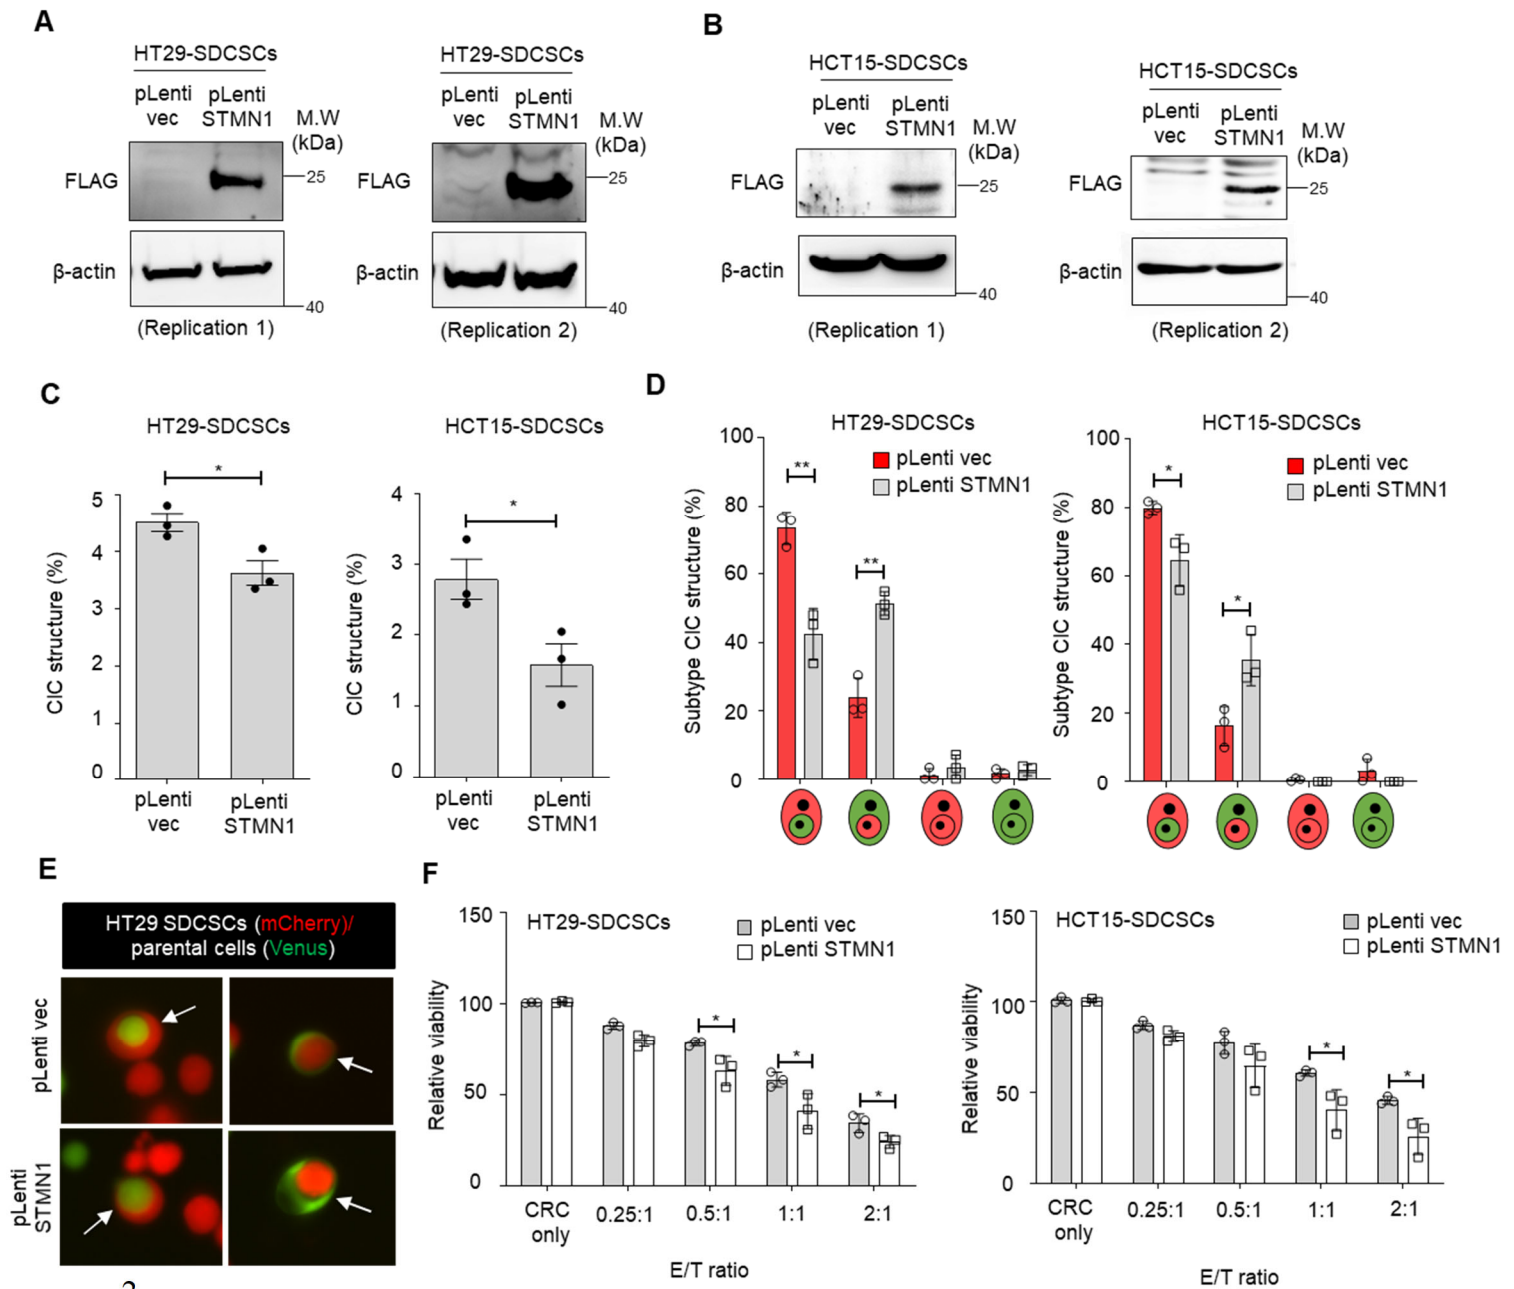 A
HT29-SDCSCs
pLenti vec
pLenti STMN1
M.W (kDa)
FLAG
25
β-actin
40
(Replication 1)
HT29-SDCSCs
pLenti vec
pLenti STMN1
M.W (kDa)
FLAG
25
β-actin
40
(Replication 2)
B
HCT15-SDCSCs
pLenti vec
pLenti STMN1
M.W (kDa)
FLAG
25
β-actin
40
(Replication 1)
HCT15-SDCSCs
pLenti vec
pLenti STMN1
M.W (kDa)
FLAG
25
β-actin
40
(Replication 2)
C
HT29-SDCSCs
*
CIC structure (%)
5
4
3
2
1
0
pLenti vec
pLenti STMN1
HCT15-SDCSCs
*
CIC structure (%)
4
3
2
1
0
pLenti vec
pLenti STMN1
D
HT29-SDCSCs
pLenti vec
pLenti STMN1
**
**
Subtype CIC structure (%)
100
80
60
40
20
0
HCT15-SDCSCs
pLenti vec
pLenti STMN1
*
*
Subtype CIC structure (%)
100
80
60
40
20
0
E
HT29 SDCSCs (mCherry)/
parental cells (Venus)
pLenti vec
pLenti
STMN1
F
HT29-SDCSCs
pLenti vec
pLenti STMN1
*
*
*
Relative viability
150
100
50
0
CRC only
0.25:1
0.5:1
1:1
2:1
E/T ratio
HCT15-SDCSCs
pLenti vec
pLenti STMN1
*
*
Relative viability
150
100
50
0
CRC only
0.25:1
0.5:1
1:1
2:1
E/T ratio